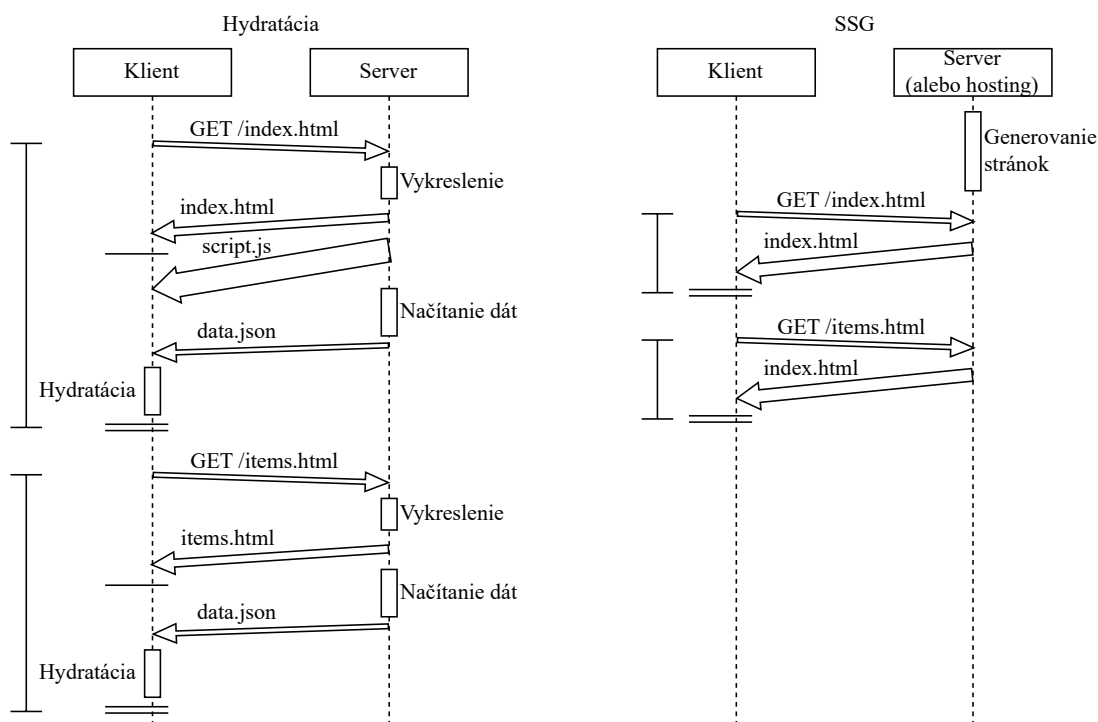 Hydratácia
Klient
Server
GET /index.html
Vykreslenie
index.html
script.js
Načítanie dát
data.json
Hydratácia
GET /items.html
Vykreslenie
items.html
Načítanie dát
data.json
Hydratácia
SSG
Klient
Server
(alebo hosting)
Generovanie
stránok
GET /index.html
index.html
GET /items.html
index.html